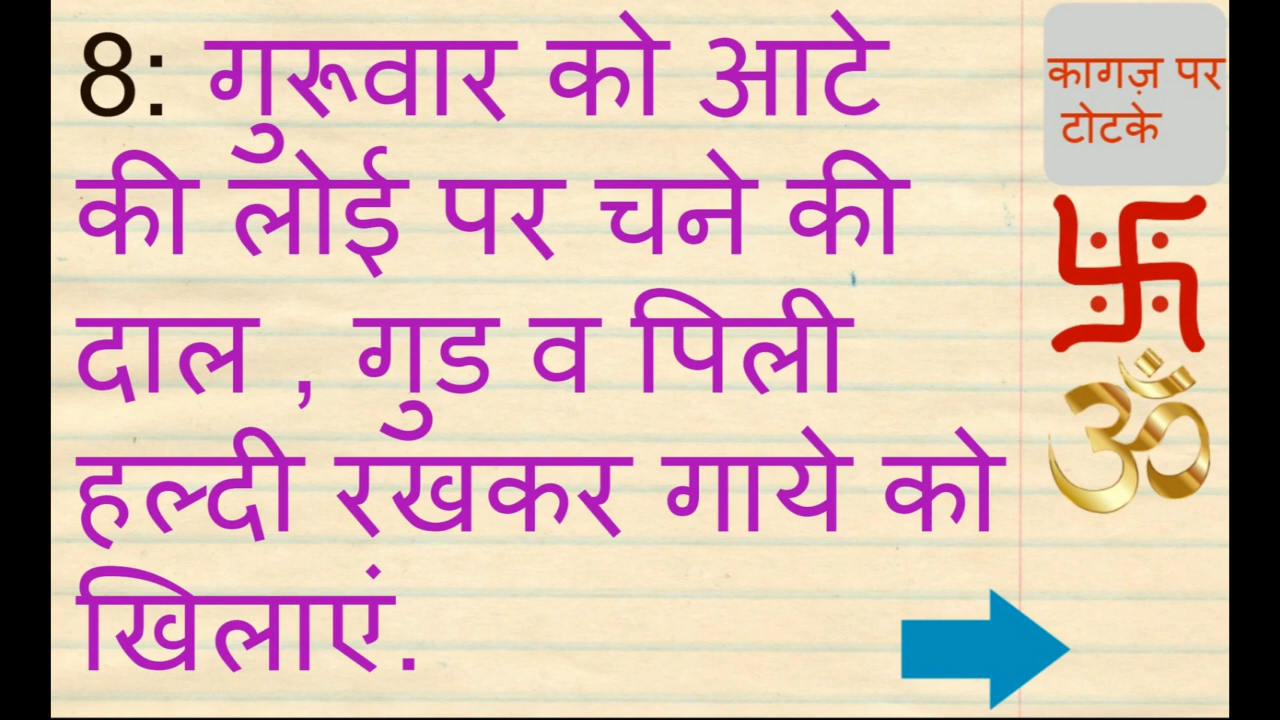 8: गुरूवार को आटे
की लोई पर चने की
दाल , गुड व पिली
हल्दी रखकर गाये को
खिलाएं.
कागज़ पर
टोटके
ॐ